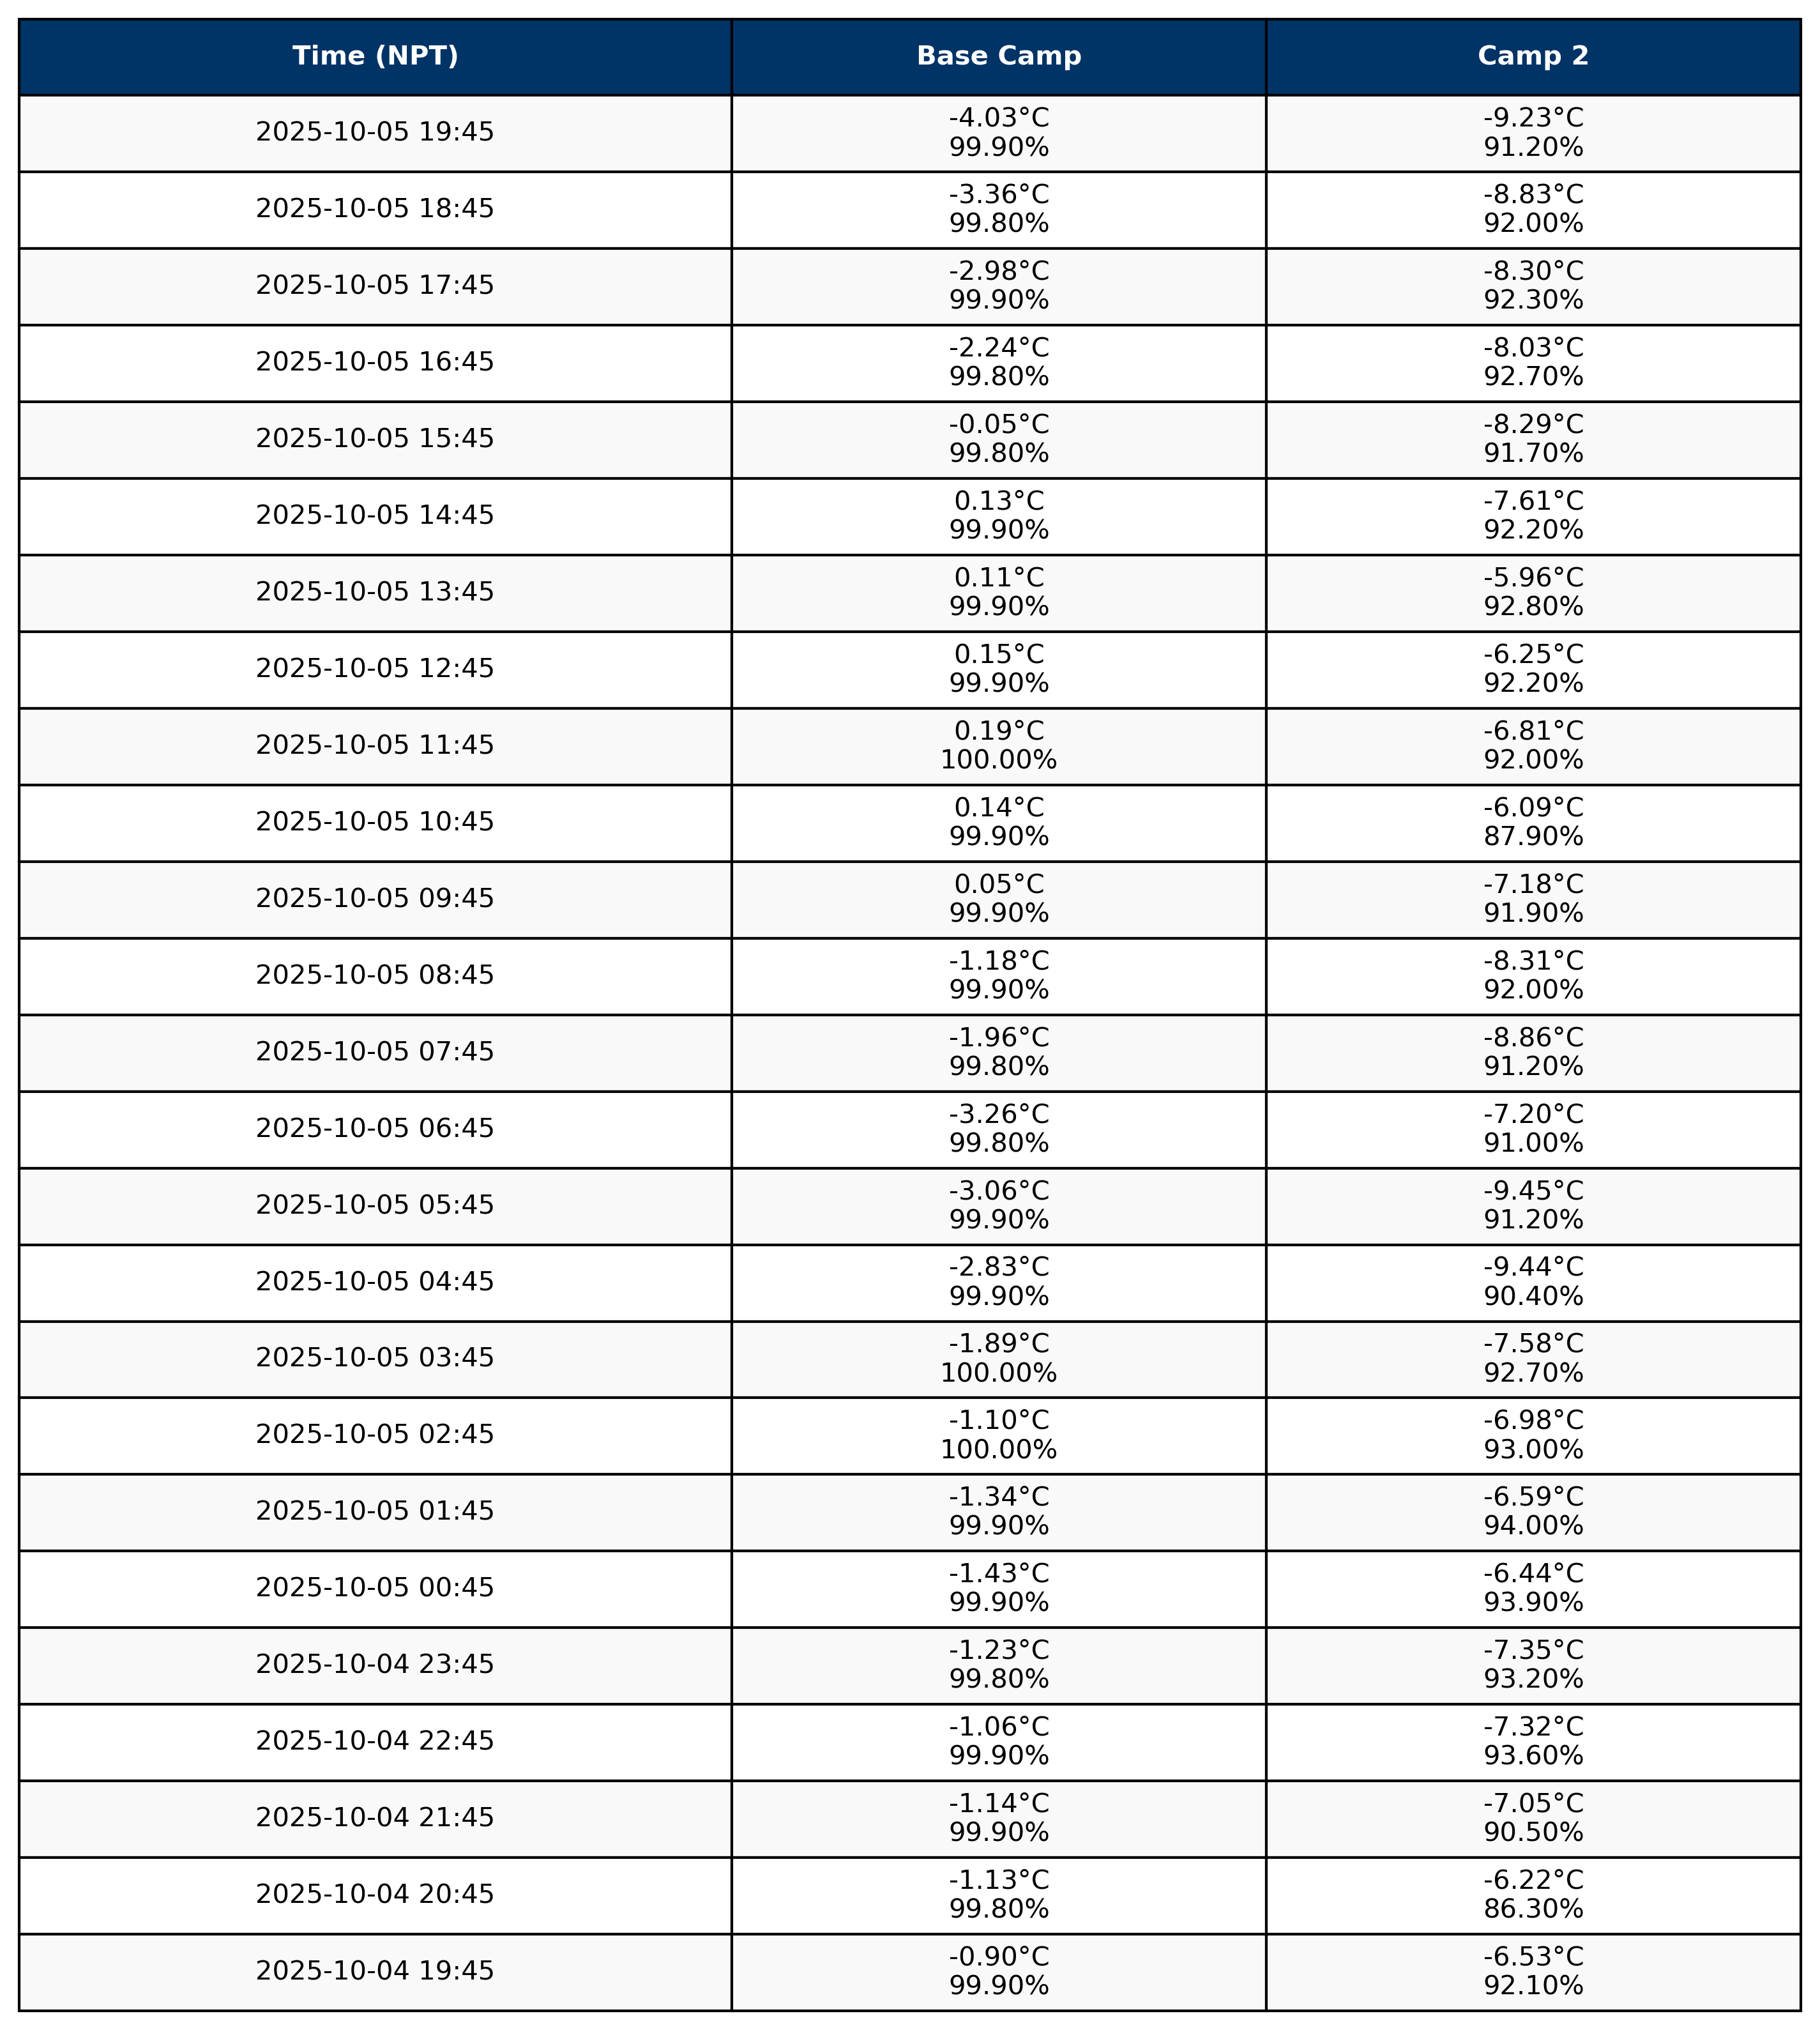 Time (NPT) Base Camp Camp 2
2025-10-05 19:45 -4.03°C -9.23°C
99.90% 91.20%
2025-10-05 18:45 -3.36°C -8.83°C
99.80% 92.00%
2025-10-05 17:45 -2.98°C -8.30°C
99.90% 92.30%
2025-10-05 16:45 -2.24°C -8.03°C
99.80% 92.70%
2025-10-05 15:45 -0.05°C -8.29°C
99.80% 91.70%
2025-10-05 14:45 0.13°C -7.61°C
99.90% 92.20%
2025-10-05 13:45 0.11°C -5.96°C
99.90% 92.80%
2025-10-05 12:45 0.15°C -6.25°C
99.90% 92.20%
2025-10-05 11:45 0.19°C -6.81°C
100.00% 92.00%
2025-10-05 10:45 0.14°C -6.09°C
99.90% 87.90%
2025-10-05 09:45 0.05°C -7.18°C
99.90% 91.90%
2025-10-05 08:45 -1.18°C -8.31°C
99.90% 92.00%
2025-10-05 07:45 -1.96°C -8.86°C
99.80% 91.20%
2025-10-05 06:45 -3.26°C -7.20°C
99.80% 91.00%
2025-10-05 05:45 -3.06°C -9.45°C
99.90% 91.20%
2025-10-05 04:45 -2.83°C -9.44°C
99.90% 90.40%
2025-10-05 03:45 -1.89°C -7.58°C
100.00% 92.70%
2025-10-05 02:45 -1.10°C -6.98°C
100.00% 93.00%
2025-10-05 01:45 -1.34°C -6.59°C
99.90% 94.00%
2025-10-05 00:45 -1.43°C -6.44°C
99.90% 93.90%
2025-10-04 23:45 -1.23°C -7.35°C
99.80% 93.20%
2025-10-04 22:45 -1.06°C -7.32°C
99.90% 93.60%
2025-10-04 21:45 -1.14°C -7.05°C
99.90% 90.50%
2025-10-04 20:45 -1.13°C -6.22°C
99.80% 86.30%
2025-10-04 19:45 -0.90°C -6.53°C
99.90% 92.10%